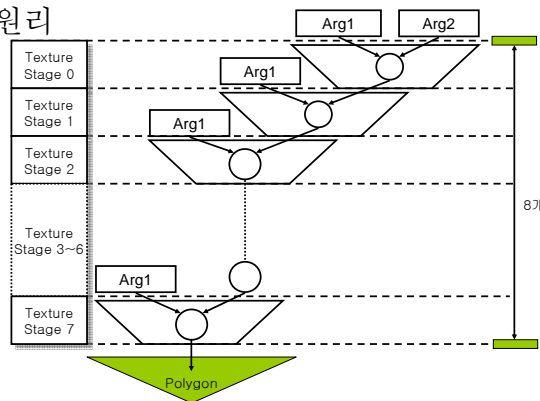 원리
Arg1
Arg2
Texture
Stage 0
Arg1
Texture
Stage 1
Arg1
Texture
Stage 2
8개
Texture
Stage 3~6
Arg1
Texture
Stage 7
Polygon